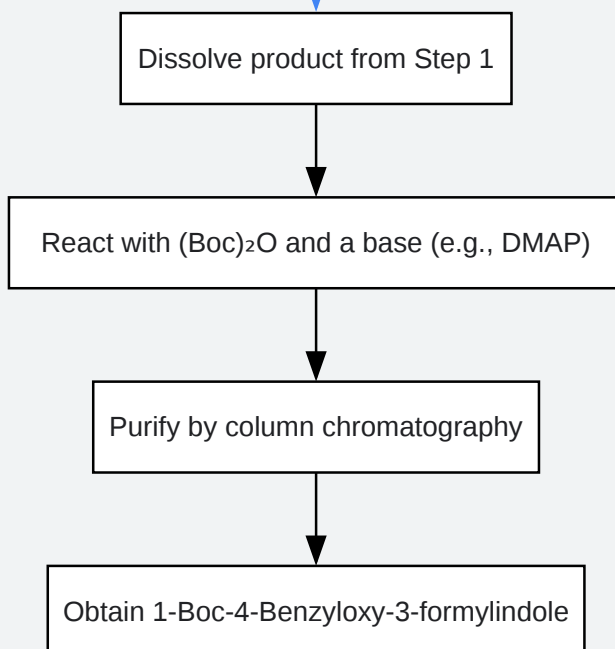 Dissolve product from Step 1
React with (Boc)₂O and a base (e.g., DMAP)
Purify by column chromatography
Obtain 1-Boc-4-Benzyloxy-3-formylindole